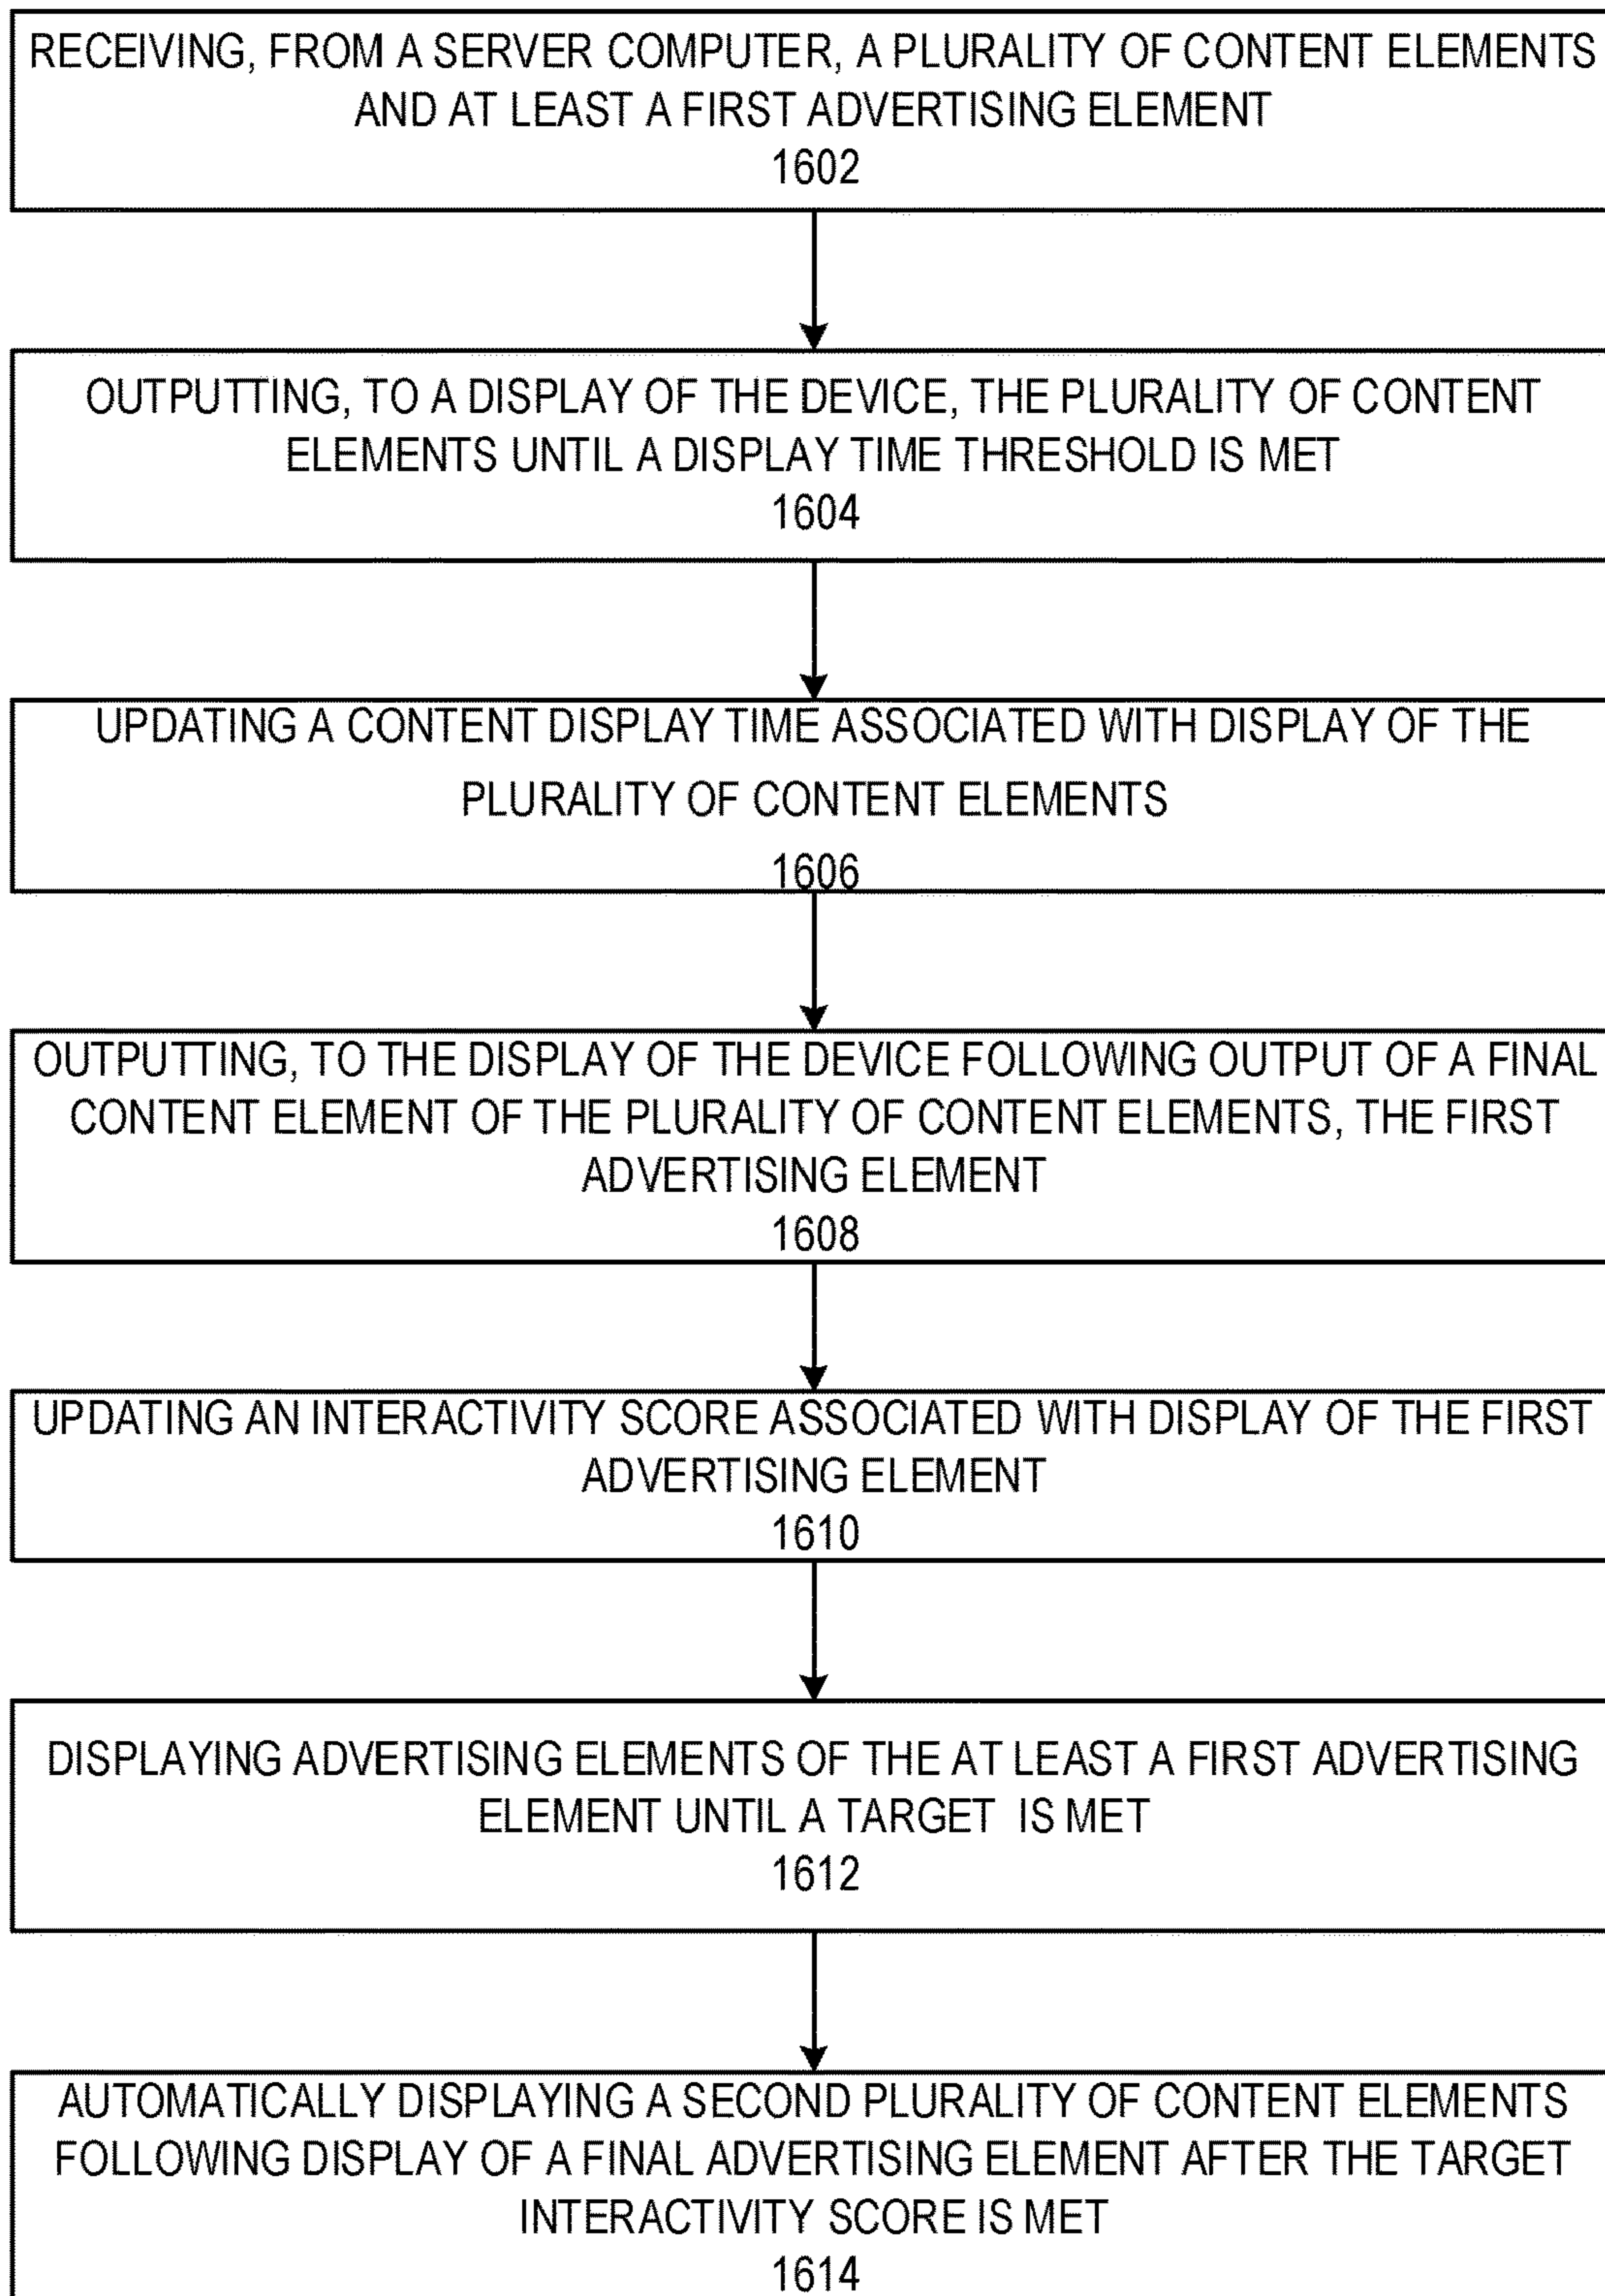 RECEIVING, FROM A SERVER COMPUTER, A PLURALITY OF CONTENT ELEMENTS
AND AT LEAST A FIRST ADVERTISING ELEMENT
1602
OUTPUTTING, TO A DISPLAY OF THE DEVICE, THE PLURALITY OF CONTENT
ELEMENTS UNTIL A DISPLAY TIME THRESHOLD IS MET
1604
UPDATING A CONTENT DISPLAY TIME ASSOCIATED WITH DISPLAY OF THE
PLURALITY OF CONTENT ELEMENTS
1606
OUTPUTTING, TO THE DISPLAY OF THE DEVICE FOLLOWING OUTPUT OF A FINAL
CONTENT ELEMENT OF THE PLURALITY OF CONTENT ELEMENTS, THE FIRST
ADVERTISING ELEMENT
1608
UPDATING AN INTERACTIVITY SCORE ASSOCIATED WITH DISPLAY OF THE FIRST
ADVERTISING ELEMENT
1610
DISPLAYING ADVERTISING ELEMENTS OF THE AT LEAST A FIRST ADVERTISING
ELEMENT UNTIL A TARGET IS MET
1612
AUTOMATICALLY DISPLAYING A SECOND PLURALITY OF CONTENT ELEMENTS
FOLLOWING DISPLAY OF A FINAL ADVERTISING ELEMENT AFTER THE TARGET
INTERACTIVITY SCORE IS MET
1614